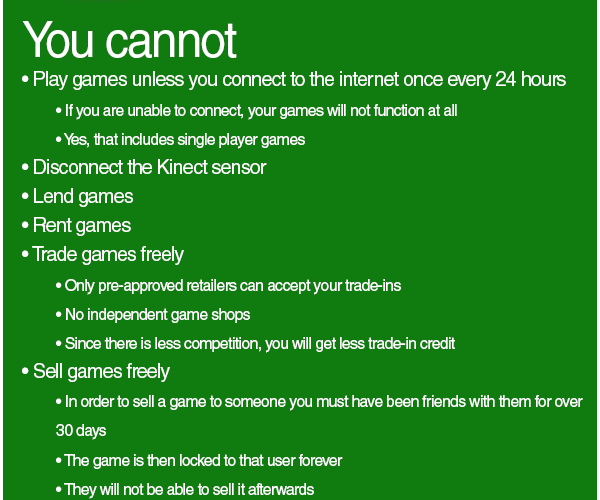 You cannot
• Play games unless you connect to the internet once every 24 hours
• If you are unable to connect, your games will not function at all
• Yes, that includes single player games
• Disconnect the Kinect sensor
• Lend games
• Rent games
• Trade games freely
• Only pre-approved retailers can accept your trade-ins
• No independent game shops
• Since there is less competition, you will get less trade-in credit
• Sell games freely
• In order to sell a game to someone you must have been friends with them for over
30 days
• The game is then locked to that user forever
• They will not be able to sell it afterwards